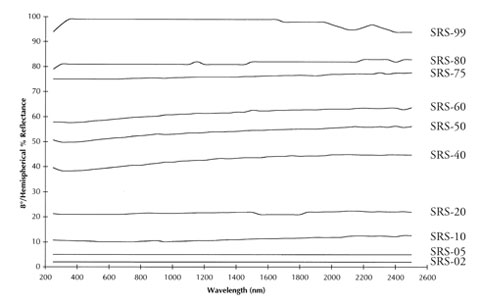 8°/Hemispherical % Reflectance
100
90
80
70
60
50
40
30
20
10
0
SRS-99
SRS-80
SRS-75
SRS-60
SRS-50
SRS-40
SRS-20
SRS-10
SRS-05
SRS-02
200 400 600 800 1000 1200 1400 1600 1800 2000 2200 2400 2600
Wavelength (nm)